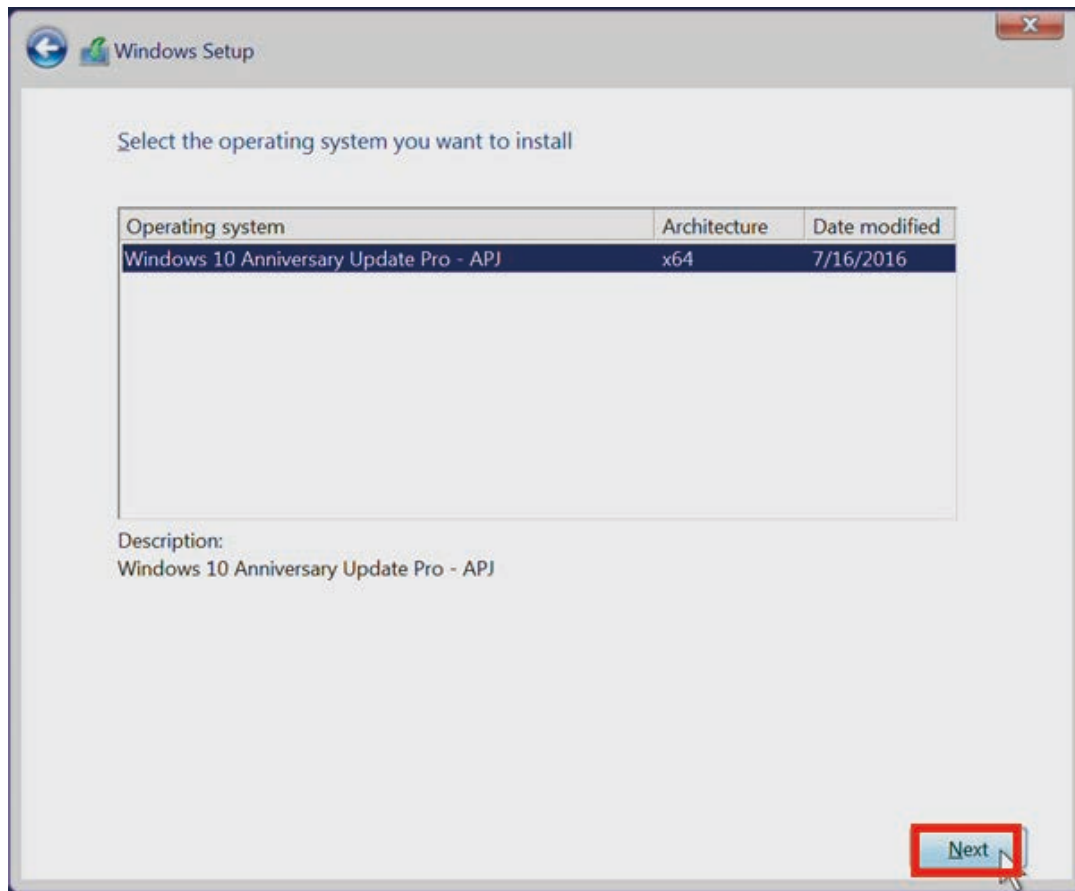 Windows Setup
Select the operating system you want to install
Operating system Architecture Date modified
Windows 10 Anniversary Update Pro - APJ x64 7/16/2016
Description:
Windows 10 Anniversary Update Pro - APJ
Next